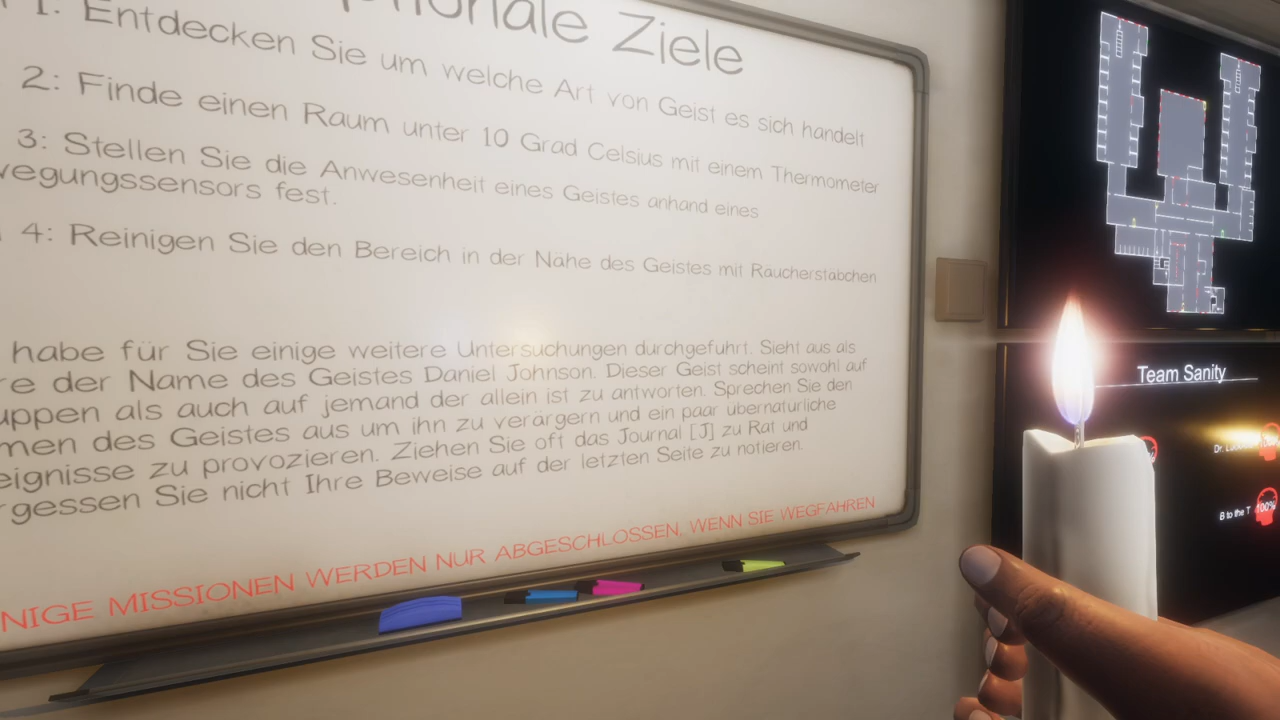 ptionale Ziele
1: Entdecken Sie um welche Art von Geist es sich handelt
2: Finde einen Raum unter 10 Grad Celsius mit einem Thermometer
3: Stellen Sie die Anwesenheit eines Geistes anhand eines
wegungssensors fest.
4: Reinigen Sie den Bereich in der Nähe des Geistes mit Räucherstäbchen
habe für Sie einige weitere Untersuchungen durchgeführt. Sieht aus als
re der Name des Geistes Daniel Johnson. Dieser Geist scheint sowohl auf
uppen als auch auf jemand der allein ist zu antworten. Sprechen Sie den
men des Geistes aus um ihn zu verärgern und ein paar übernatürliche
eignisse zu provozieren. Ziehen Sie oft das Journal [J] zu Rat und
rgessen Sie nicht Ihre Beweise auf der letzten Seite zu notieren.
NIGE MISSIONEN WERDEN NUR ABGESCHLOSSEN, WENN SIE WEGFAHREN
Team Sanity
Dr.
B to the T 100%